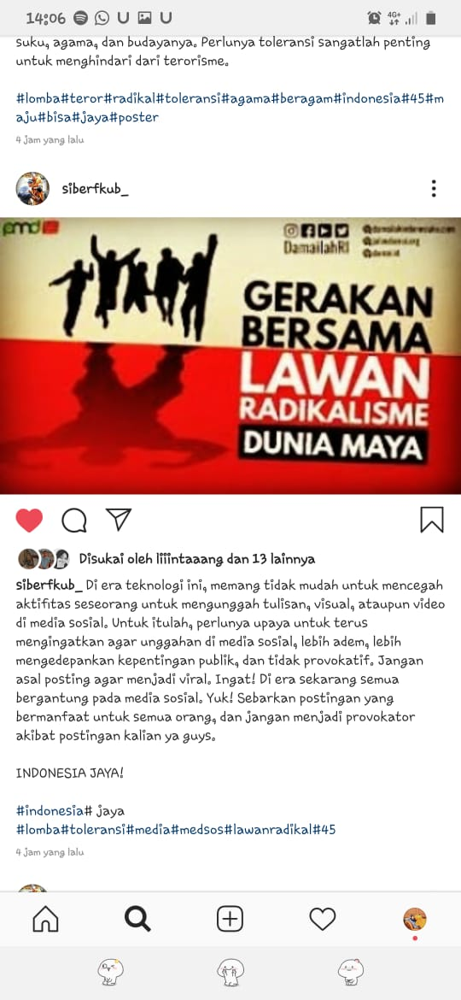 14:06
4G+
suku, agama, dan budayanya. Perlunya toleransi sangatlah penting
untuk menghindari dari terorisme.
#lomba#teror#radikal#toleransi#agama#beragam#indonesia#45#m
aju#bisa#jaya#poster
4 jam yang lalu
siberfkub_
pmd
DamailahRI
GERAKAN
BERSAMA
LAWAN
RADIKALISME
DUNIA MAYA
Disukai oleh liiintaaang dan 13 lainnya
siberfkub_ Di era teknologi ini, memang tidak mudah untuk mencegah
aktifitas seseorang untuk mengunggah tulisan, visual, ataupun video
di media sosial. Untuk itulah, perlunya upaya untuk terus
mengingatkan agar unggahan di media sosial, lebih adem, lebih
mengedepankan kepentingan publik, dan tidak provokatif. Jangan
asal posting agar menjadi viral. Ingat! Di era sekarang semua
bergantung pada media sosial. Yuk! Sebarkan postingan yang
bermanfaat untuk semua orang, dan jangan menjadi provokator
akibat postingan kalian ya guys.
INDONESIA JAYA!
#indonesia# jaya
#lomba#toleransi#media#medsos#lawanradikal#45
4 jam yang lalu